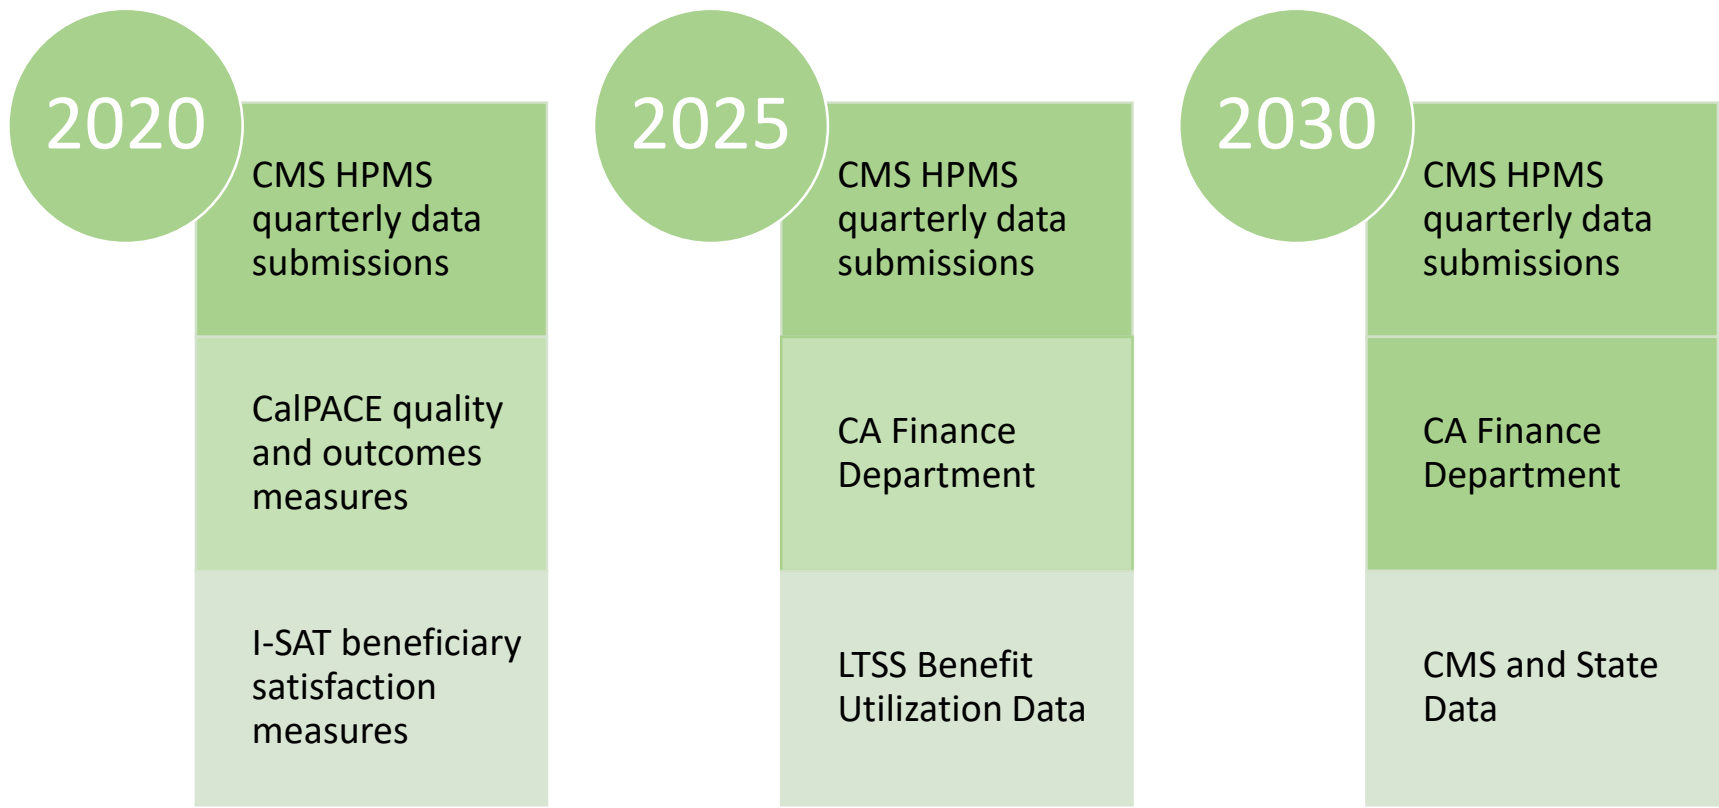 2020
CMS HPMS
quarterly data
submissions
CalPACE quality
and outcomes
measures
I-SAT beneficiary
satisfaction
measures
2025
CMS HPMS
quarterly data
submissions
CA Finance
Department
LTSS Benefit
Utilization Data
2030
CMS HPMS
quarterly data
submissions
CA Finance
Department
CMS and State
Data